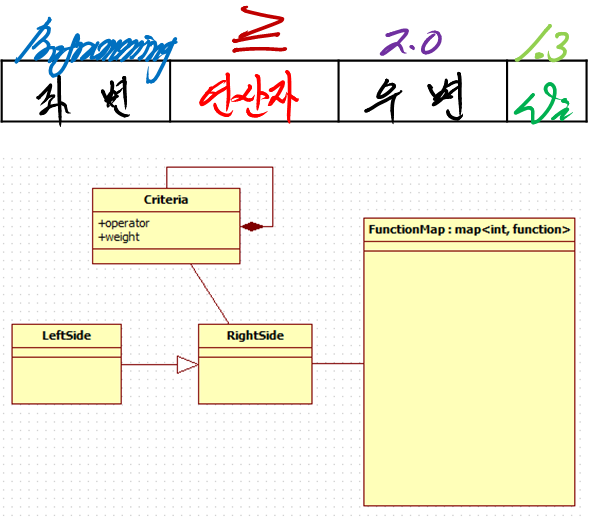 Programming ≥ 2.0 1.3
좌 변 연산자 우 변
Criteria
+operator
+weight
FunctionMap : map<int, function>
LeftSide
RightSide